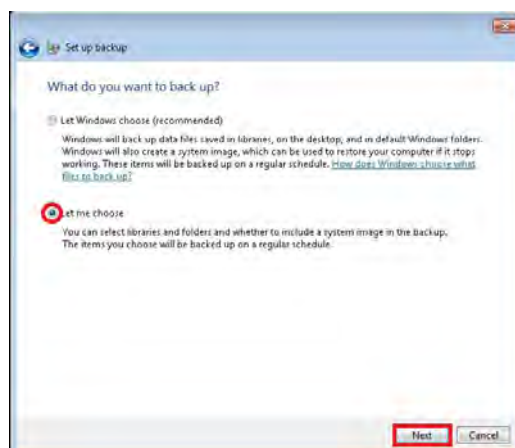 Set up backup
What do you want to back up?
Let Windows choose (recommended)
Windows will back up data files saved in libraries, on the desktop, and in default Windows folders.
Windows will also create a system image, which can be used to restore your computer if it stops
working. These items will be backed up on a regular schedule. How does Windows choose what
files to back up?
Let me choose
You can select libraries and folders and whether to include a system image in the backup.
The items you choose will be backed up on a regular schedule.
Next Cancel